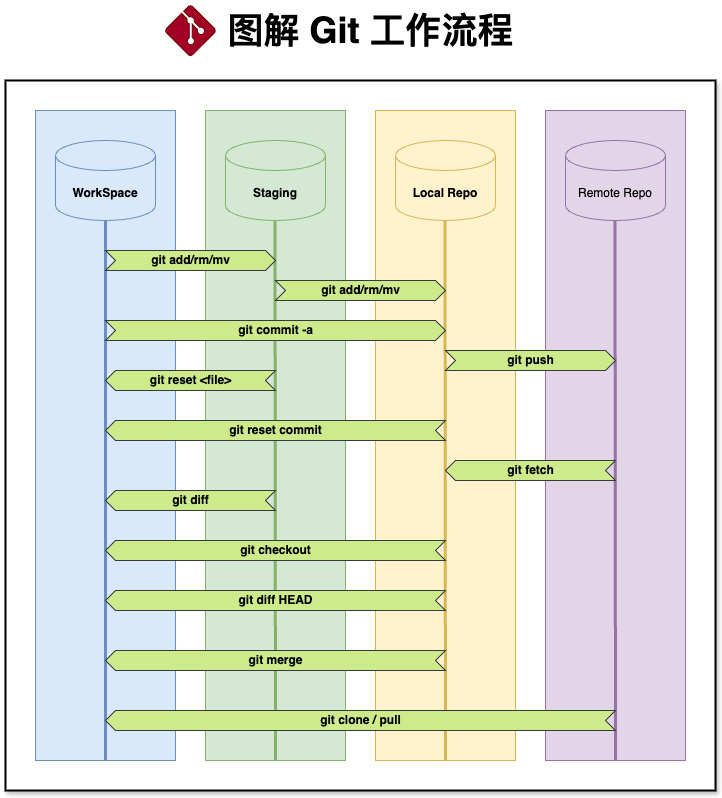 图解 Git 工作流程
WorkSpace
Staging
Local Repo
Remote Repo
git add/rm/mv
git add/rm/mv
git commit -a
git push
git reset <file>
git reset commit
git fetch
git diff
git checkout
git diff HEAD
git merge
git clone / pull